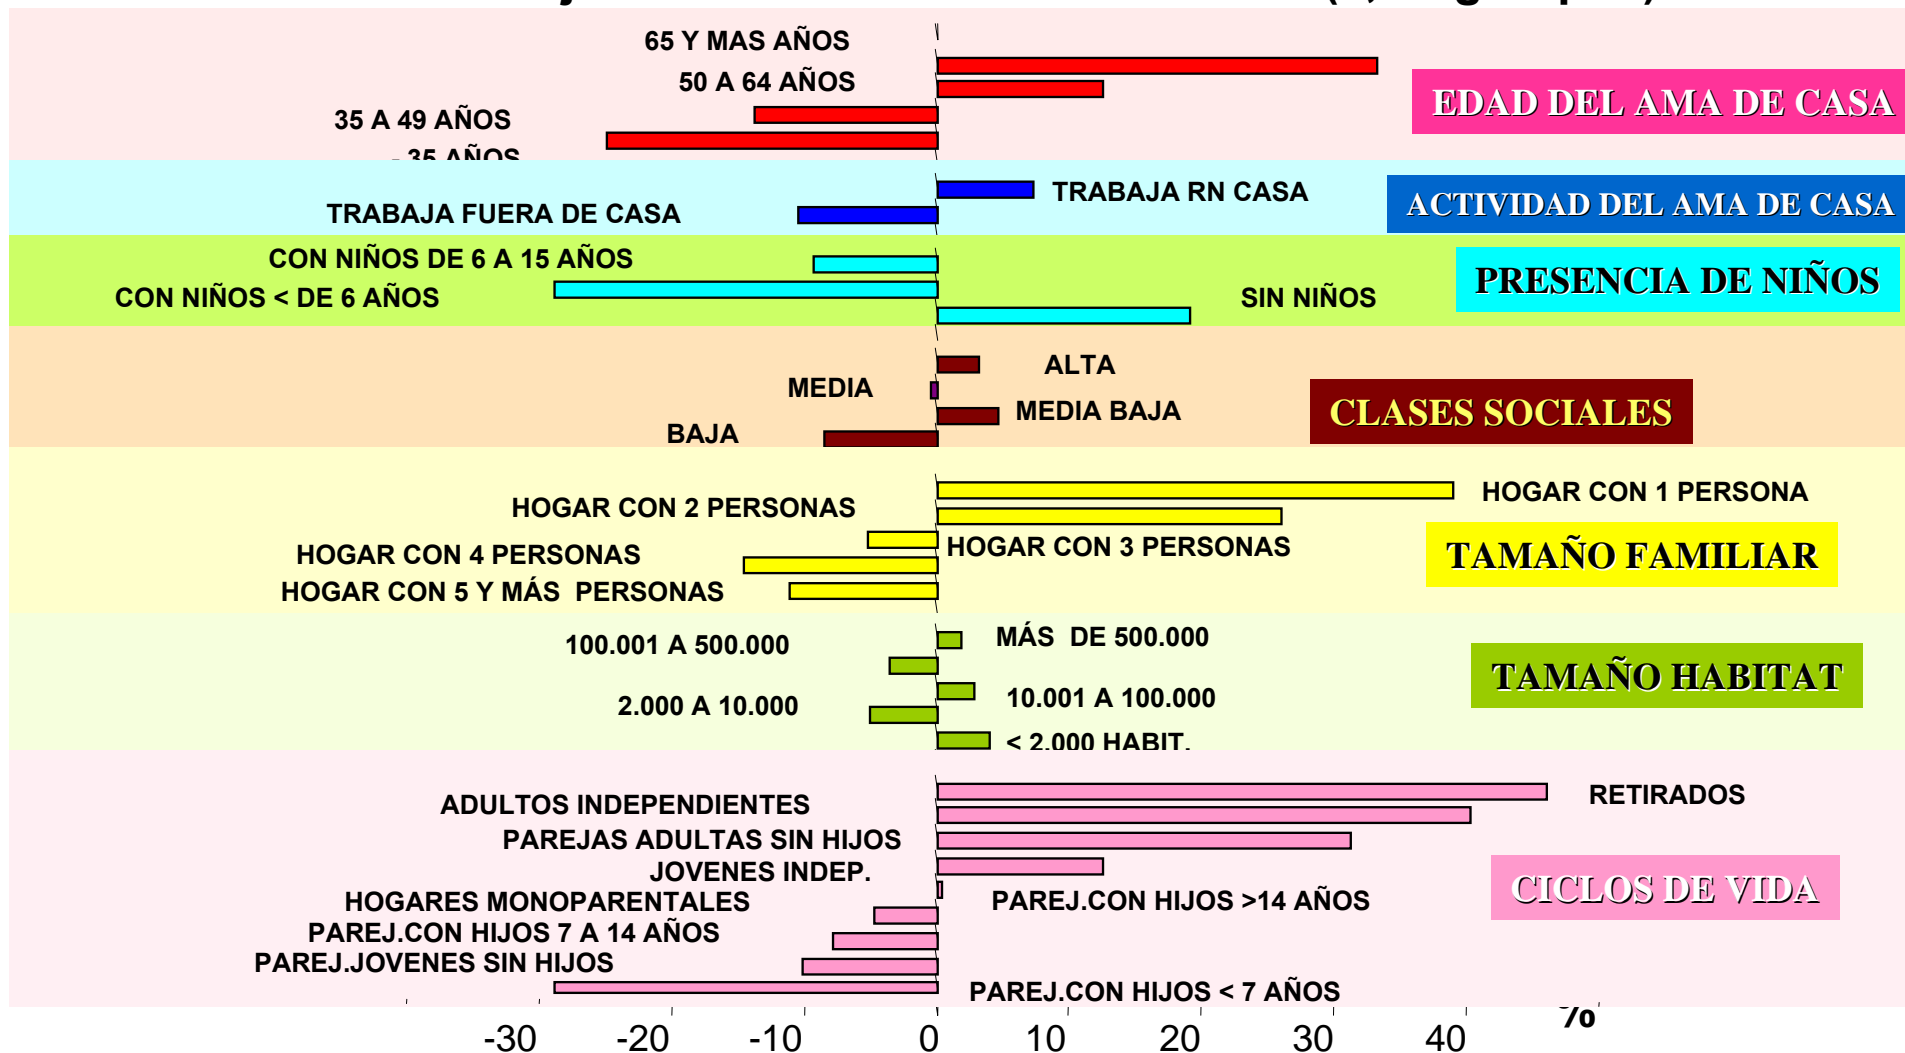 65 Y MAS AÑOS
50 A 64 AÑOS
35 A 49 AÑOS
- 35 AÑOS
EDAD DEL AMA DE CASA
TRABAJA RN CASA
TRABAJA FUERA DE CASA
ACTIVIDAD DEL AMA DE CASA
CON NIÑOS DE 6 A 15 AÑOS
CON NIÑOS < DE 6 AÑOS
SIN NIÑOS
PRESENCIA DE NIÑOS
ALTA
MEDIA
MEDIA BAJA
BAJA
CLASES SOCIALES
HOGAR CON 1 PERSONA
HOGAR CON 2 PERSONAS
HOGAR CON 3 PERSONAS
HOGAR CON 4 PERSONAS
HOGAR CON 5 Y MÁS PERSONAS
TAMAÑO FAMILIAR
MÁS DE 500.000
100.001 A 500.000
10.001 A 100.000
2.000 A 10.000
< 2.000 HABIT.
TAMAÑO HABITAT
RETIRADOS
ADULTOS INDEPENDIENTES
PAREJAS ADULTAS SIN HIJOS
JOVENES INDEP.
PAREJ.CON HIJOS >14 AÑOS
HOGARES MONOPARENTALES
PAREJ.CON HIJOS 7 A 14 AÑOS
PAREJ.JOVENES SIN HIJOS
PAREJ.CON HIJOS < 7 AÑOS
CICLOS DE VIDA
-30 -20 -10 0 10 20 30 40 %